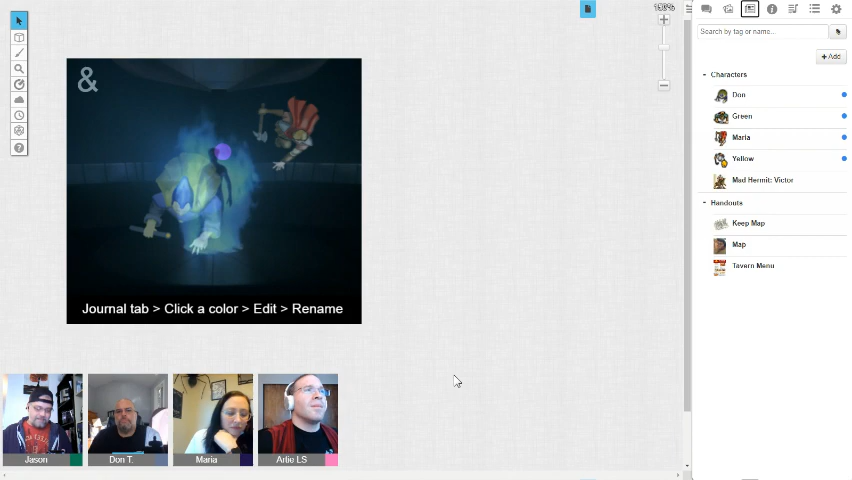 150%
Search by tag or name...
+ Add
Characters
Don
Green
Maria
Yellow
Mad Hermit: Victor
Handouts
Keep Map
Map
Tavern Menu
&
Journal tab > Click a color > Edit > Rename
Jason
Don T.
Maria
Artie LS